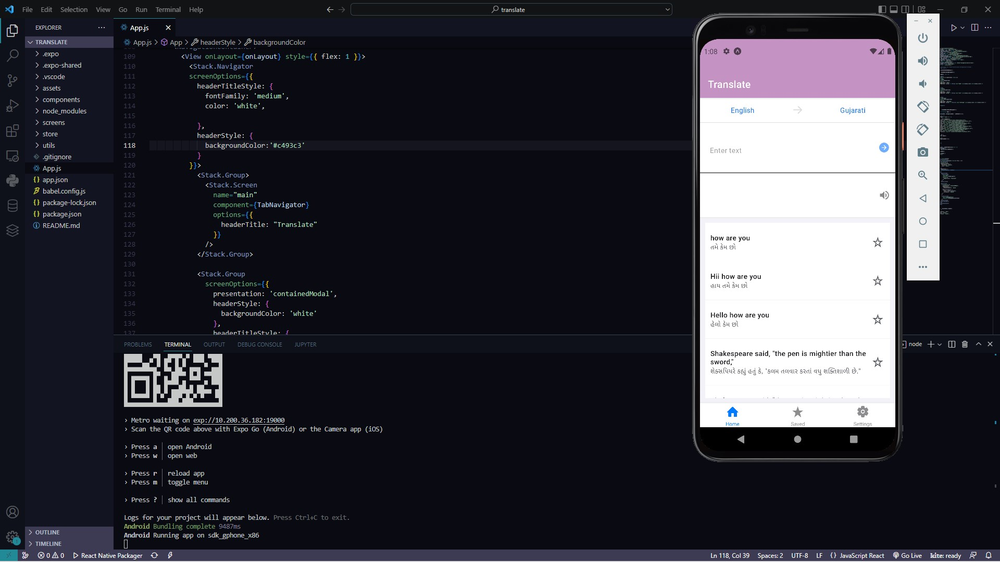 File Edit Selection View Go Run Terminal Help
translate
EXPLORER
TRANSLATE
.expo
.expo-shared
.vscode
assets
components
node_modules
screens
store
utils
.gitignore
App.js
app.json
babel.config.js
package-lock.json
package.json
README.md
OUTLINE
TIMELINE
App.js
App.js > App > headerStyle > backgroundColor
109 <View onLayout={onLayout} style={{ flex: 1 }}>
110 <Stack.Navigator
111 screenOptions={{
112 headerTitleStyle: {
113 fontFamily: 'medium',
114 color: 'white',
115
116 },
117 headerStyle: {
118 backgroundColor:'#c493c3'
119 }
120 }}>
121 <Stack.Group>
122 <Stack.Screen
123 name="main"
124 component={TabNavigator}
125 options={{
126 headerTitle: "Translate"
127 }}
128 />
129 </Stack.Group>
130
131 <Stack.Group
132 screenOptions={{
133 presentation: 'containedModal',
134 headerStyle: {
135 backgroundColor: 'white'
136 },
137 headerTitleStyle: {
PROBLEMS TERMINAL OUTPUT DEBUG CONSOLE JUPYTER
node
› Metro waiting on exp://10.200.36.182:19000
› Scan the QR code above with Expo Go (Android) or the Camera app (iOS)
› Press a │ open Android
› Press w │ open web
› Press r │ reload app
› Press m │ toggle menu
› Press ? │ show all commands
Logs for your project will appear below. Press Ctrl+C to exit.
Android Bundling complete 9487ms
Android Running app on sdk_gphone_x86
1:08
Translate
English Gujarati
Enter text
how are you
તમે કેમ છો
Hii how are you
હાય તમે કેમ છો
Hello how are you
હેલો કેમ છો
Shakespeare said, "the pen is mightier than the
sword,"
શેક્સપિયરે કહ્યું હતું કે, "કલમ તલવાર કરતાં વધુ શક્તિશાળી છે."
Home Saved Settings
1
0 0 React Native Packager
Ln 118, Col 39 Spaces: 2 UTF-8 LF {} JavaScript React Go Live kite: ready